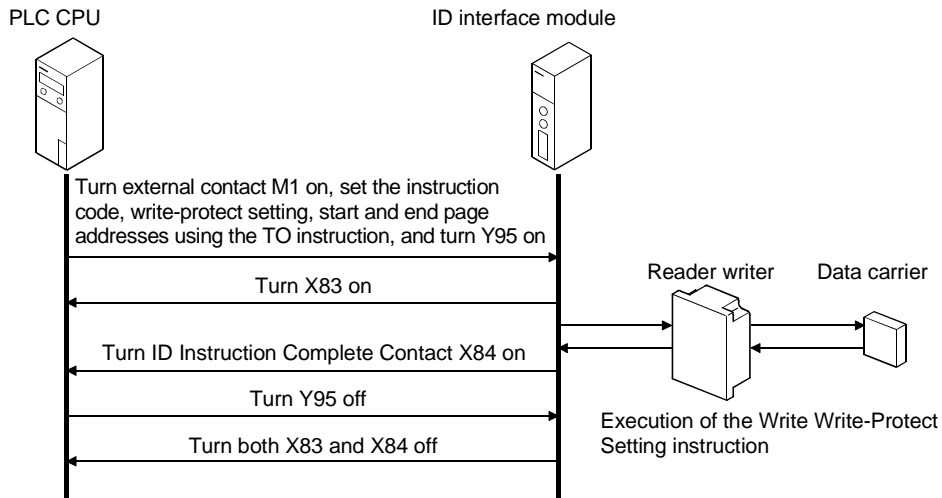 PLC CPU
ID interface module
Turn external contact M1 on, set the instruction
code, write-protect setting, start and end page
addresses using the TO instruction, and turn Y95 on
Reader writer
Data carrier
Turn X83 on
Turn ID Instruction Complete Contact X84 on
Turn Y95 off
Execution of the Write Write-Protect
Setting instruction
Turn both X83 and X84 off